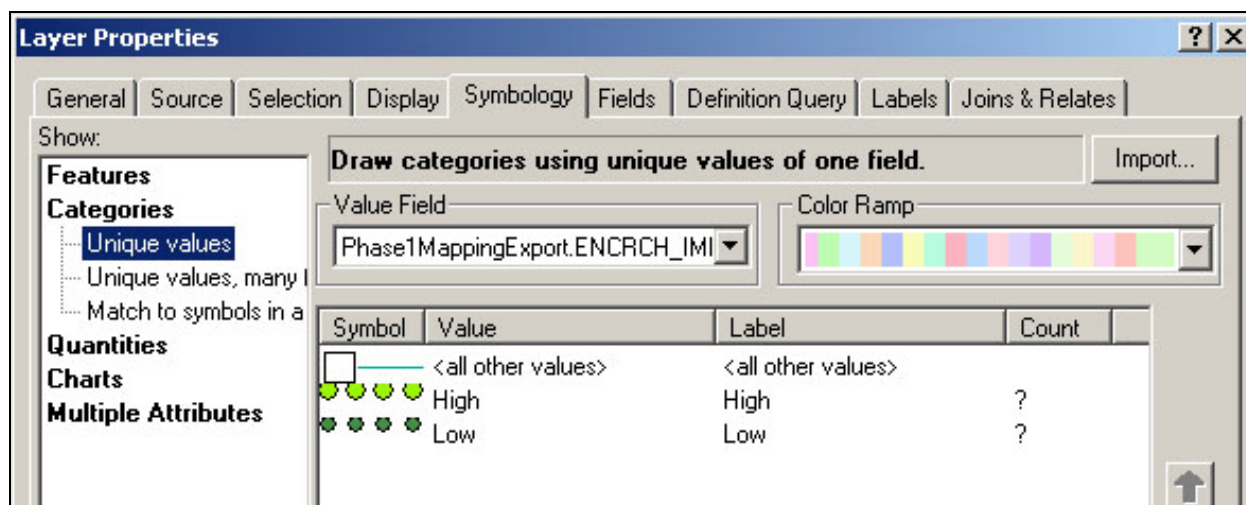 Layer Properties
General Source Selection Display Symbology Fields Definition Query Labels Joins & Relates
Show:
Features
Categories
Unique values
Unique values, many
Match to symbols in a
Quantities
Charts
Multiple Attributes
Draw categories using unique values of one field.
Import...
Value Field
Phase1MappingExport.ENCRCH_IMI
Color Ramp
Symbol Value Label Count
<all other values> <all other values>
High High ?
Low Low ?